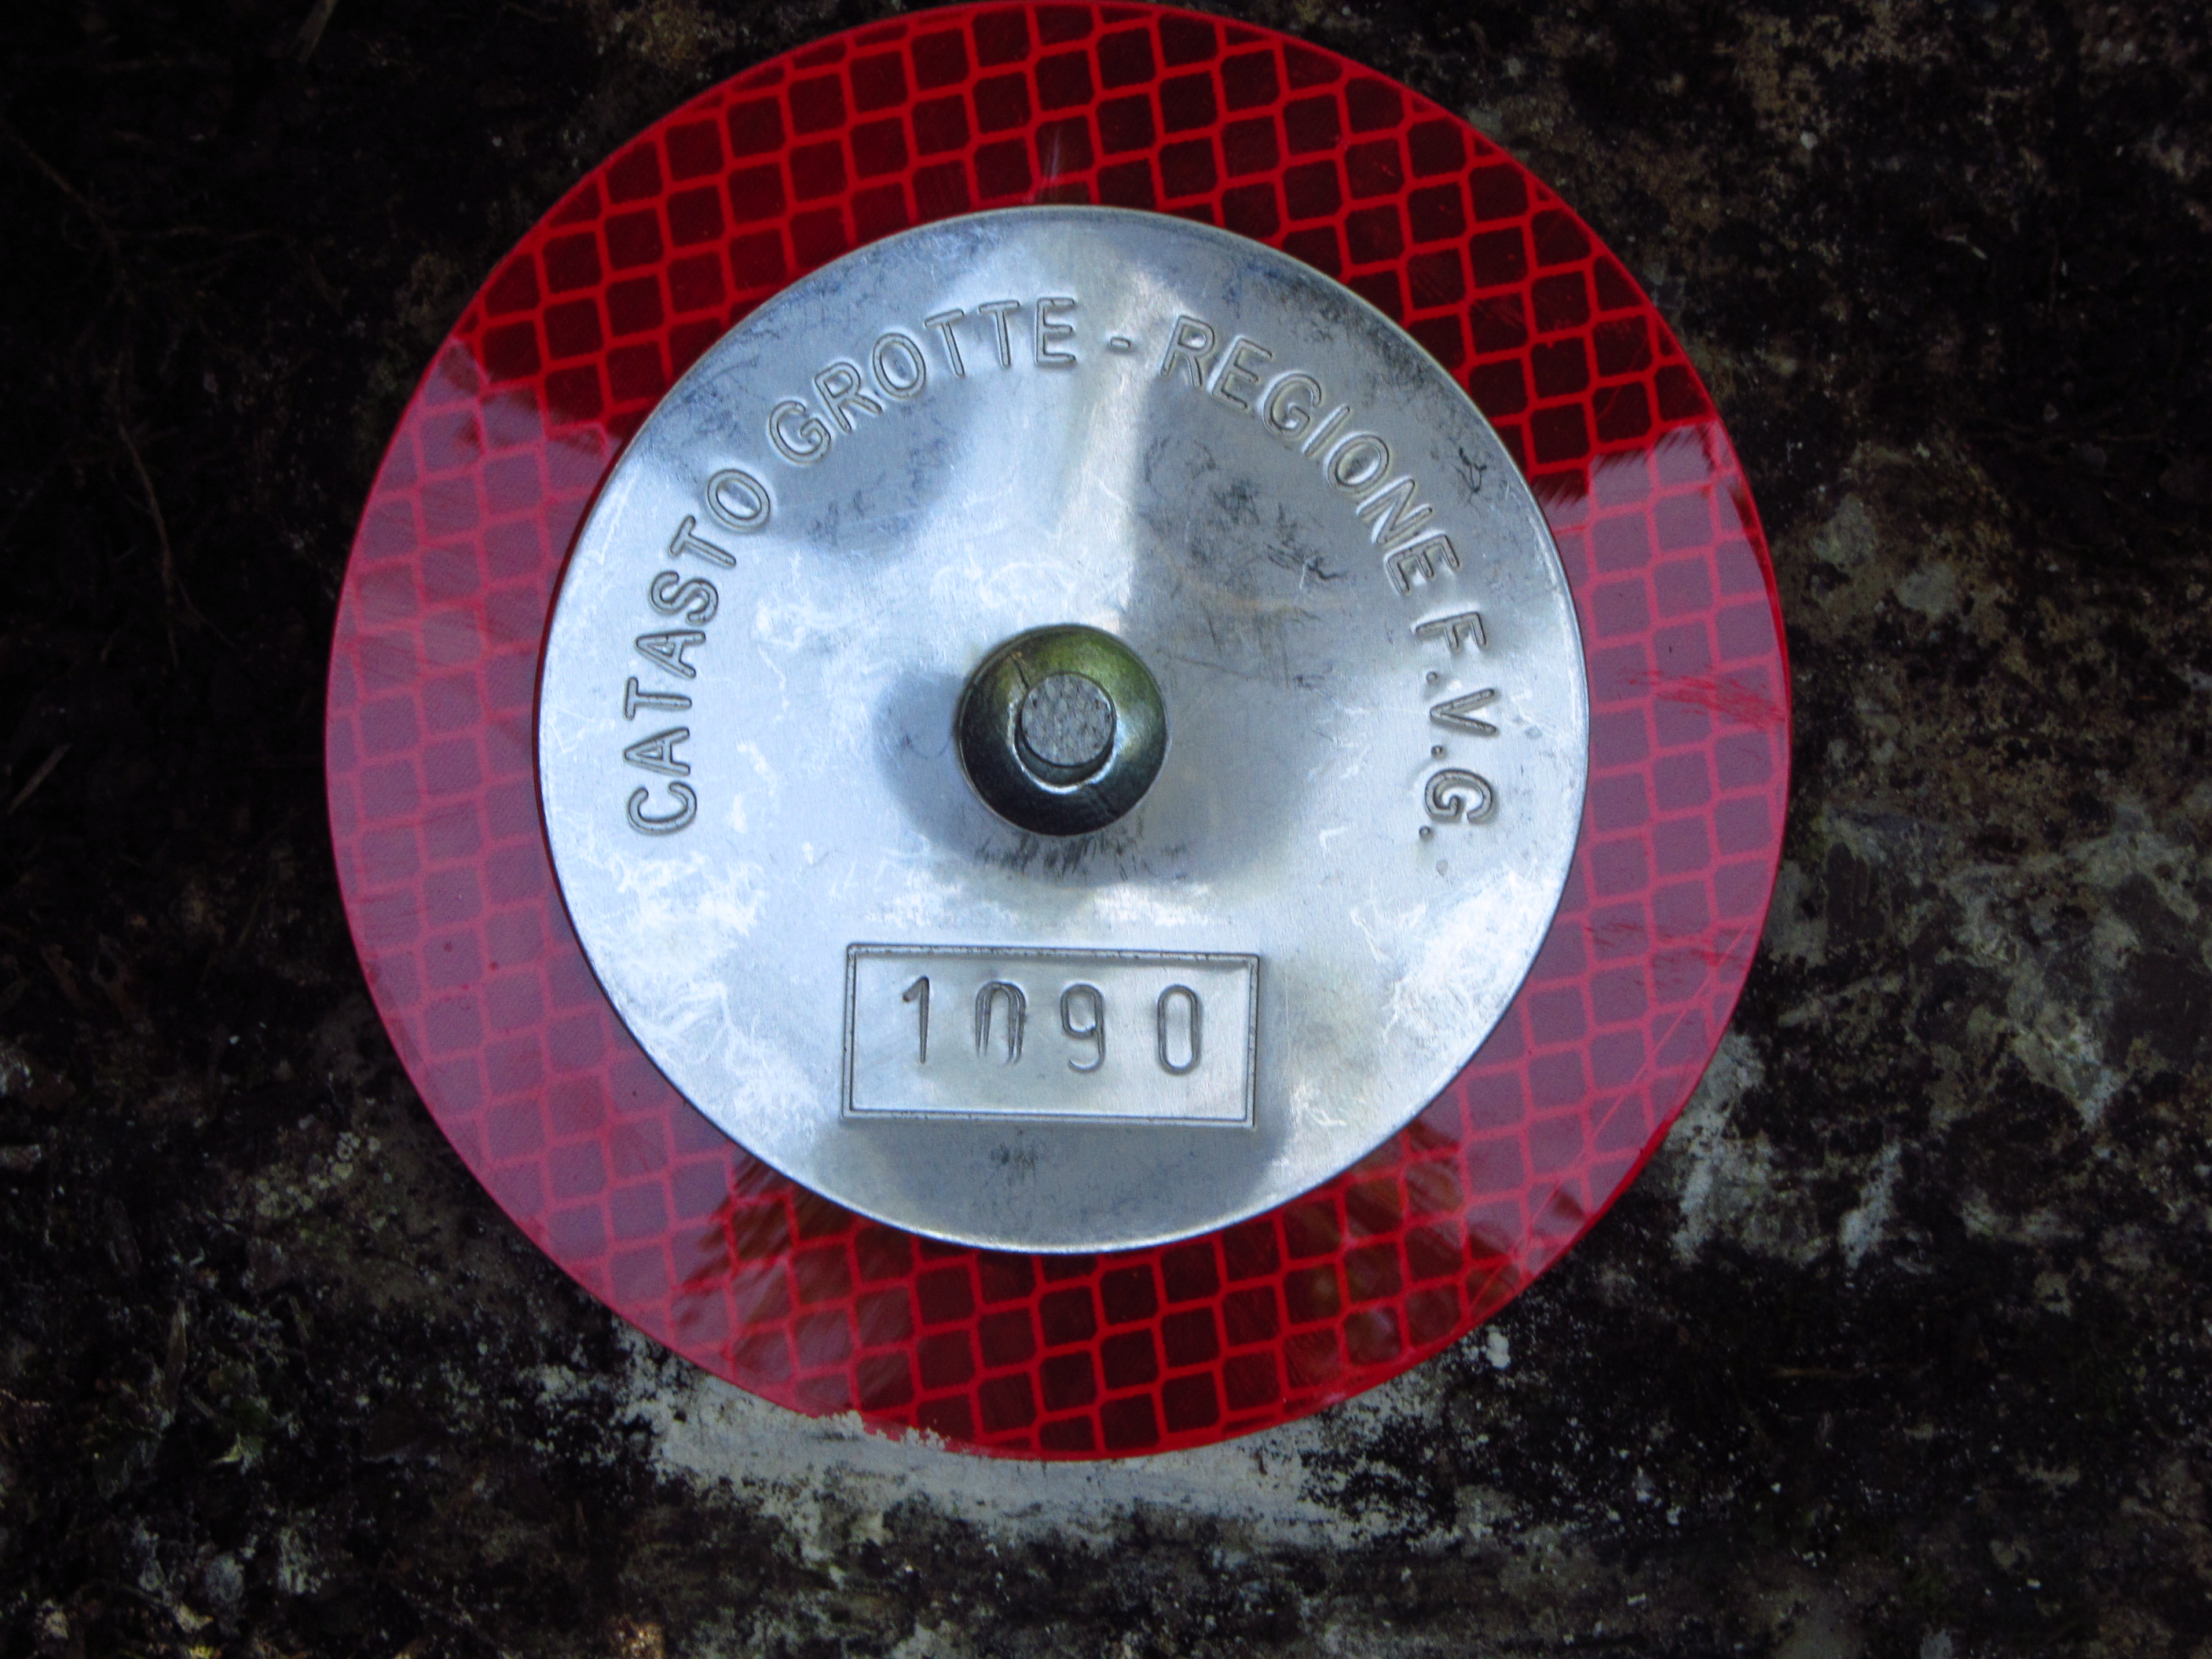 CATASTO GROTTE - REGIONE F.V.G.
1090